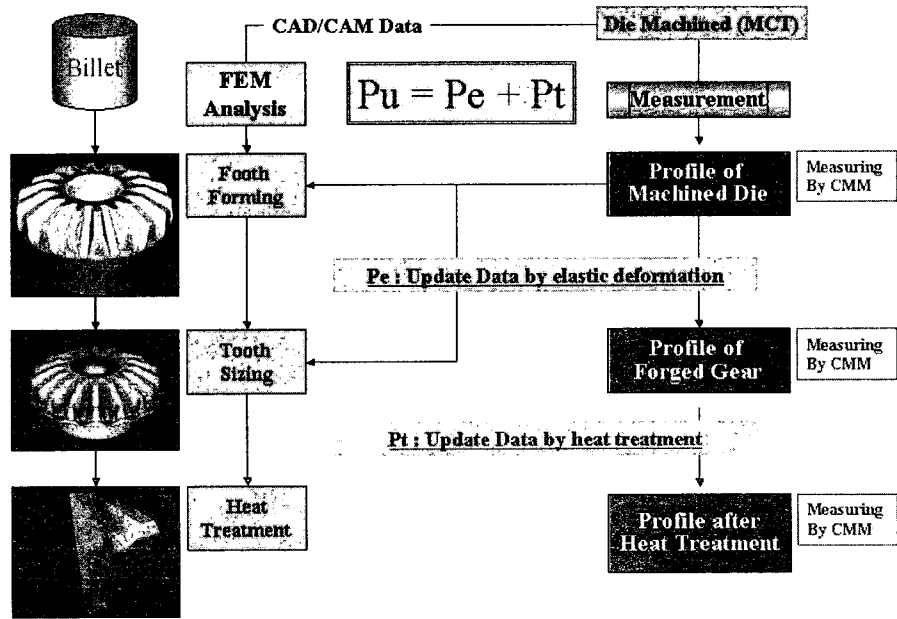 CAD/CAM Data
Die Machined (MCT)
Billet
FEM
Analysis
Pu = Pe + Pt
Measurement
Footh
Forming
Profile of
Machined Die
Measuring
By CMM
Pe : Update Data by elastic deformation
Tooth
Sizing
Profile of
Forged Gear
Measuring
By CMM
Pt : Update Data by heat treatment
Heat
Treatment
Profile after
Heat Treatment
Measuring
By CMM